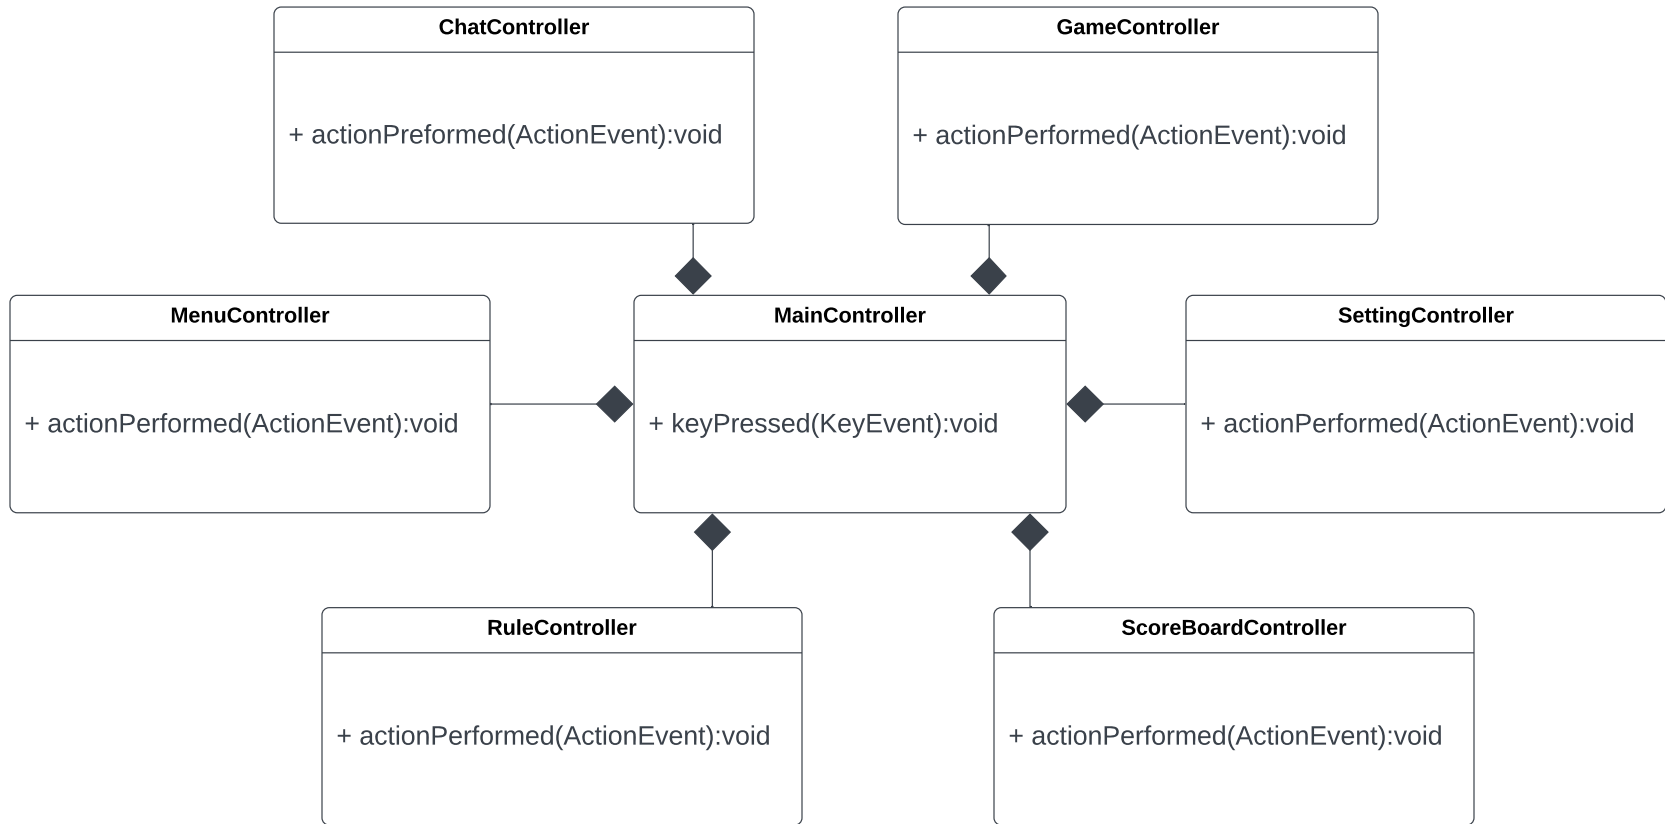 ChatController
+ actionPreformed(ActionEvent):void
GameController
+ actionPerformed(ActionEvent):void
MenuController
+ actionPerformed(ActionEvent):void
MainController
+ keyPressed(KeyEvent):void
SettingController
+ actionPerformed(ActionEvent):void
RuleController
+ actionPerformed(ActionEvent):void
ScoreBoardController
+ actionPerformed(ActionEvent):void